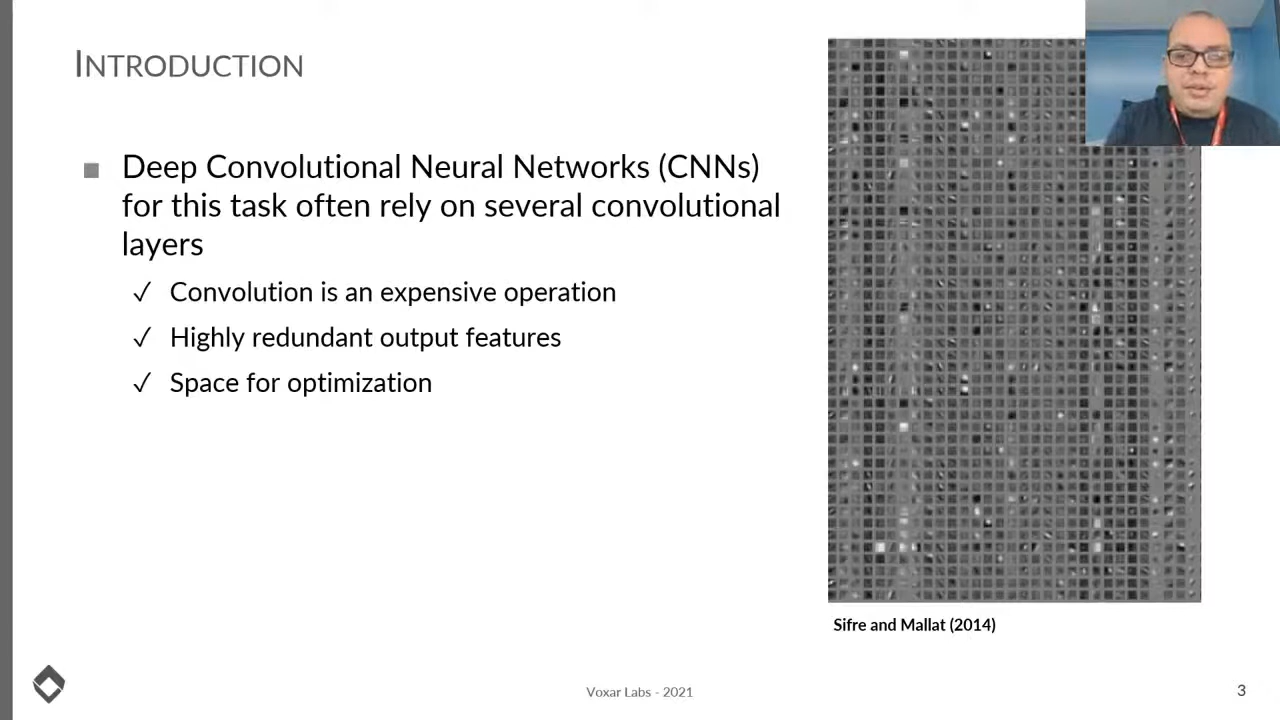 INTRODUCTION
Deep Convolutional Neural Networks (CNNs)
for this task often rely on several convolutional
layers
✓ Convolution is an expensive operation
✓ Highly redundant output features
✓ Space for optimization
Sifre and Mallat (2014)
Voxar Labs - 2021
3